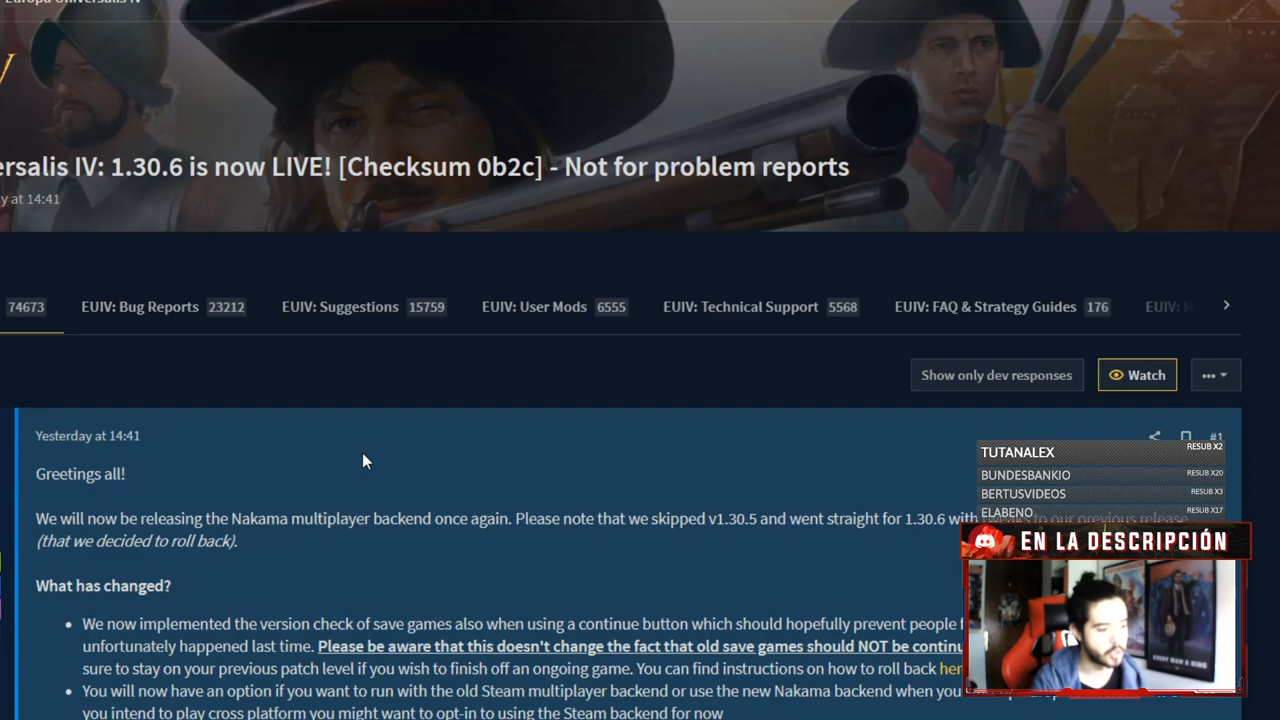 Europa Universalis IV
ersalis IV: 1.30.6 is now LIVE! [Checksum 0b2c] - Not for problem reports
y at 14:41
74673 EUIV: Bug Reports 23212 EUIV: Suggestions 15759 EUIV: User Mods 6555 EUIV: Technical Support 5568 EUIV: FAQ & Strategy Guides 176 EUIV: M
Show only dev responses Watch
Yesterday at 14:41 #1
Greetings all!
We will now be releasing the Nakama multiplayer backend once again. Please note that we skipped v1.30.5 and went straight for 1.30.6 with to our previous release
(that we decided to roll back).
What has changed?
We now implemented the version check of save games also when using a continue button which should hopefully prevent people f
unfortunately happened last time. Please be aware that this doesn't change the fact that old save games should NOT be continu
sure to stay on your previous patch level if you wish to finish off an ongoing game. You can find instructions on how to roll back her
You will now have an option if you want to run with the old Steam multiplayer backend or use the new Nakama backend when you
you intend to play cross platform you might want to opt-in to using the Steam backend for now
TUTANALEX RESUB X2
BUNDESBANKIO RESUB X20
BERTUSVIDEOS RESUB X3
ELABENO RESUB X17
EN LA DESCRIPCIÓN